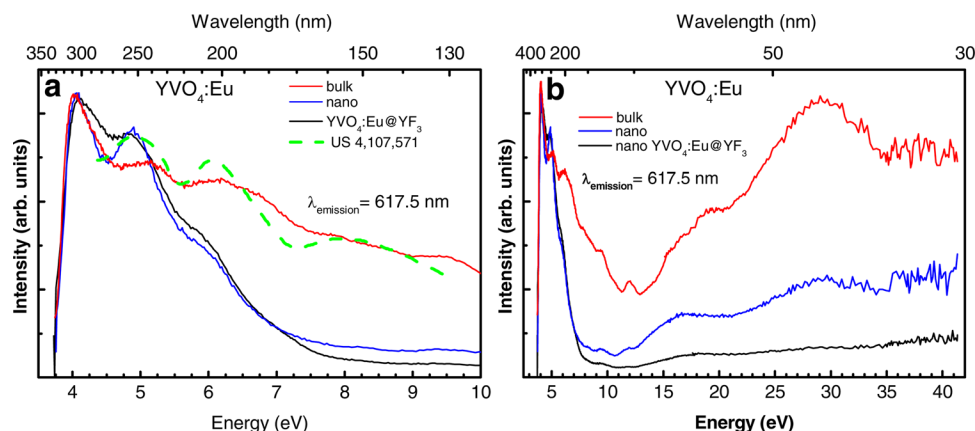 Wavelength (nm)
350 300 250 200 150 130
a
YVO4:Eu
bulk
nano
YVO4:Eu@YF3
US 4,107,571
λemission= 617.5 nm
Intensity (arb. units)
4 5 6 7 8 9 10
Energy (eV)
Wavelength (nm)
400 200 50 30
b
YVO4:Eu
bulk
nano
nano YVO4:Eu@YF3
λemission= 617.5 nm
Intensity (arb. units)
5 10 15 20 25 30 35 40
Energy (eV)